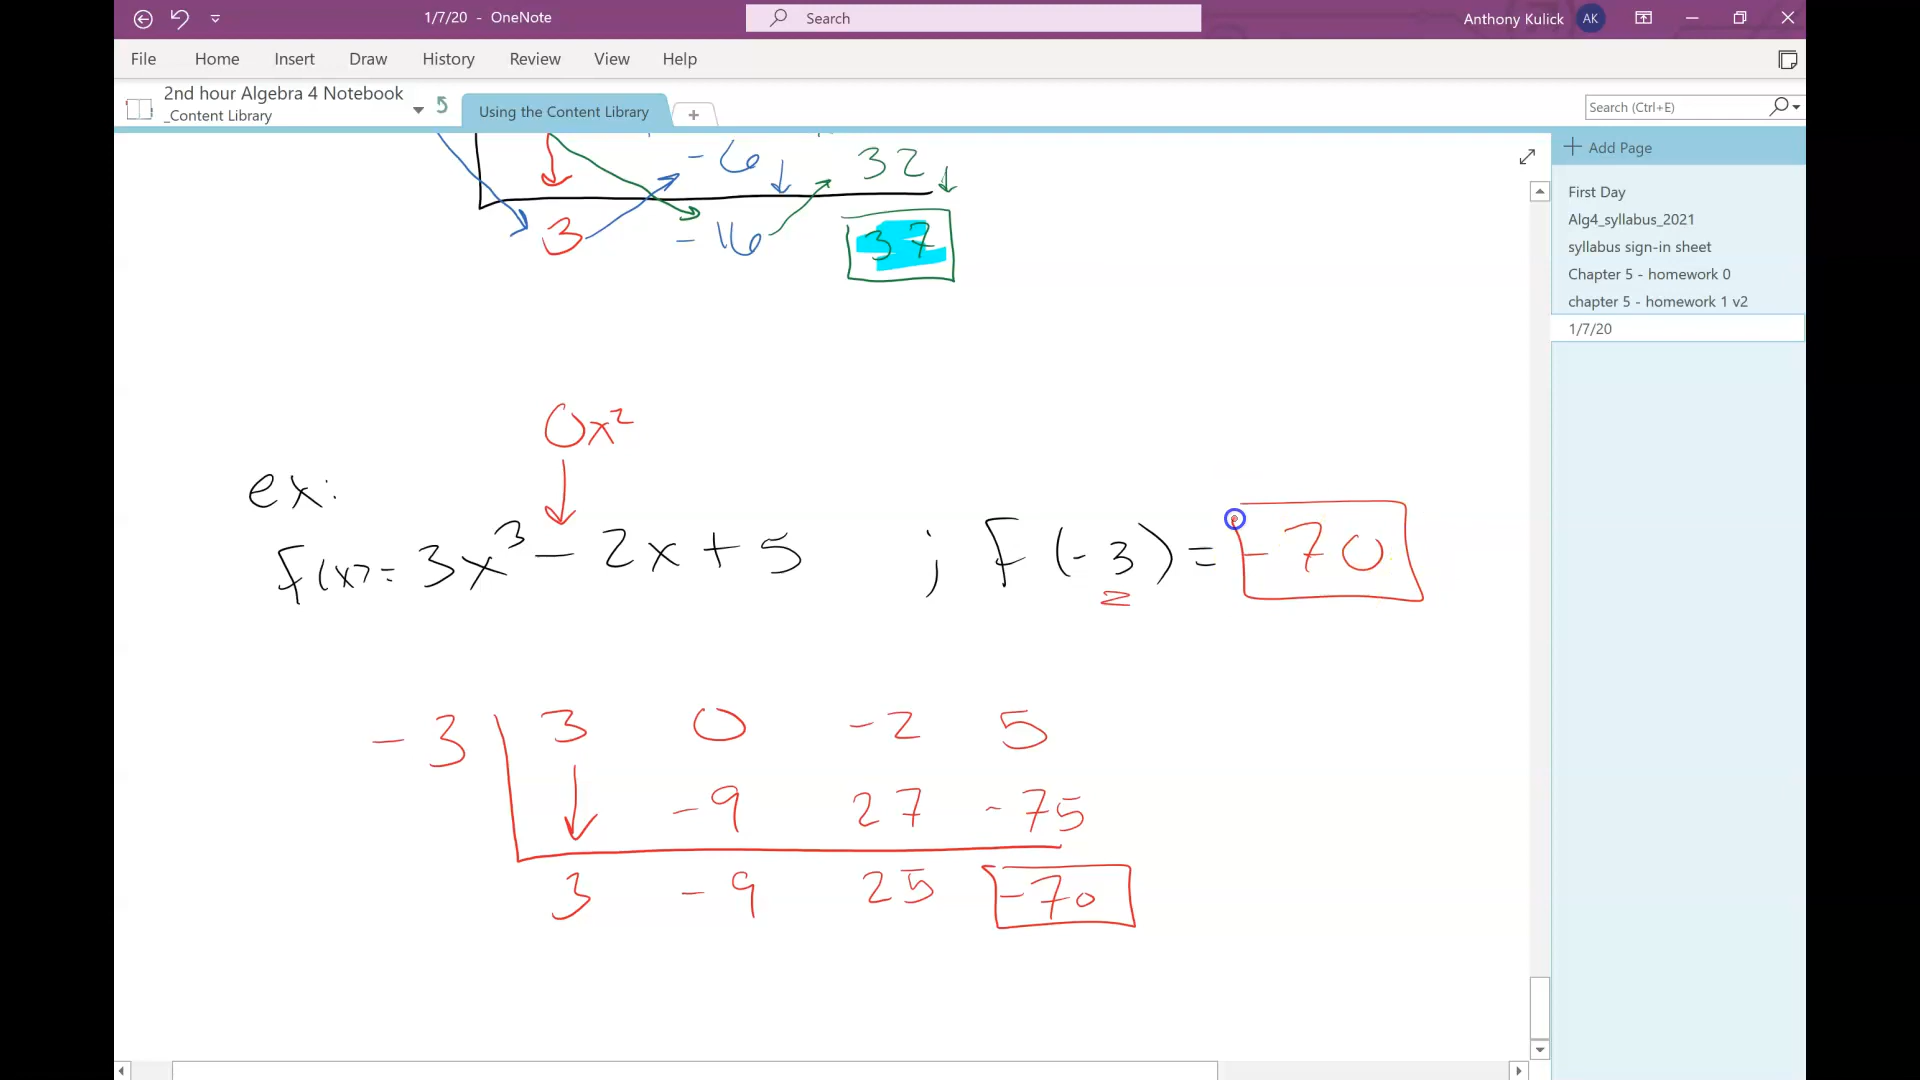 1/7/20 - OneNote
Search
Anthony Kulick AK
File Home Insert Draw History Review View Help
2nd hour Algebra 4 Notebook
_Content Library
Using the Content Library
Search (Ctrl+E)
Add Page
First Day
Alg4_syllabus_2021
syllabus sign-in sheet
Chapter 5 - homework 0
chapter 5 - homework 1 v2
1/7/20
-6 32
3 -16 37
0x²
ex:
f(x)= 3x³ - 2x + 5 ; f(-3) = -70
-3 3 0 -2 5
-9 27 -75
3 -9 25 -70